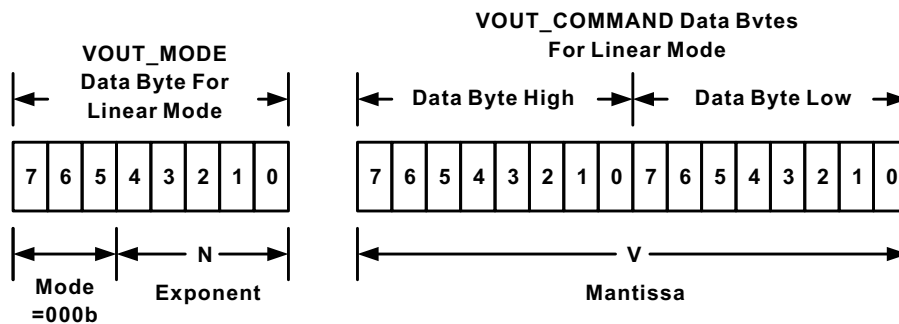 VOUT_MODE
Data Byte For
Linear Mode
7 6 5 4 3 2 1 0
Mode
=000b
N
Exponent
VOUT_COMMAND Data Bvtes
For Linear Mode
Data Byte High
Data Byte Low
7 6 5 4 3 2 1 0 7 6 5 4 3 2 1 0
V
Mantissa